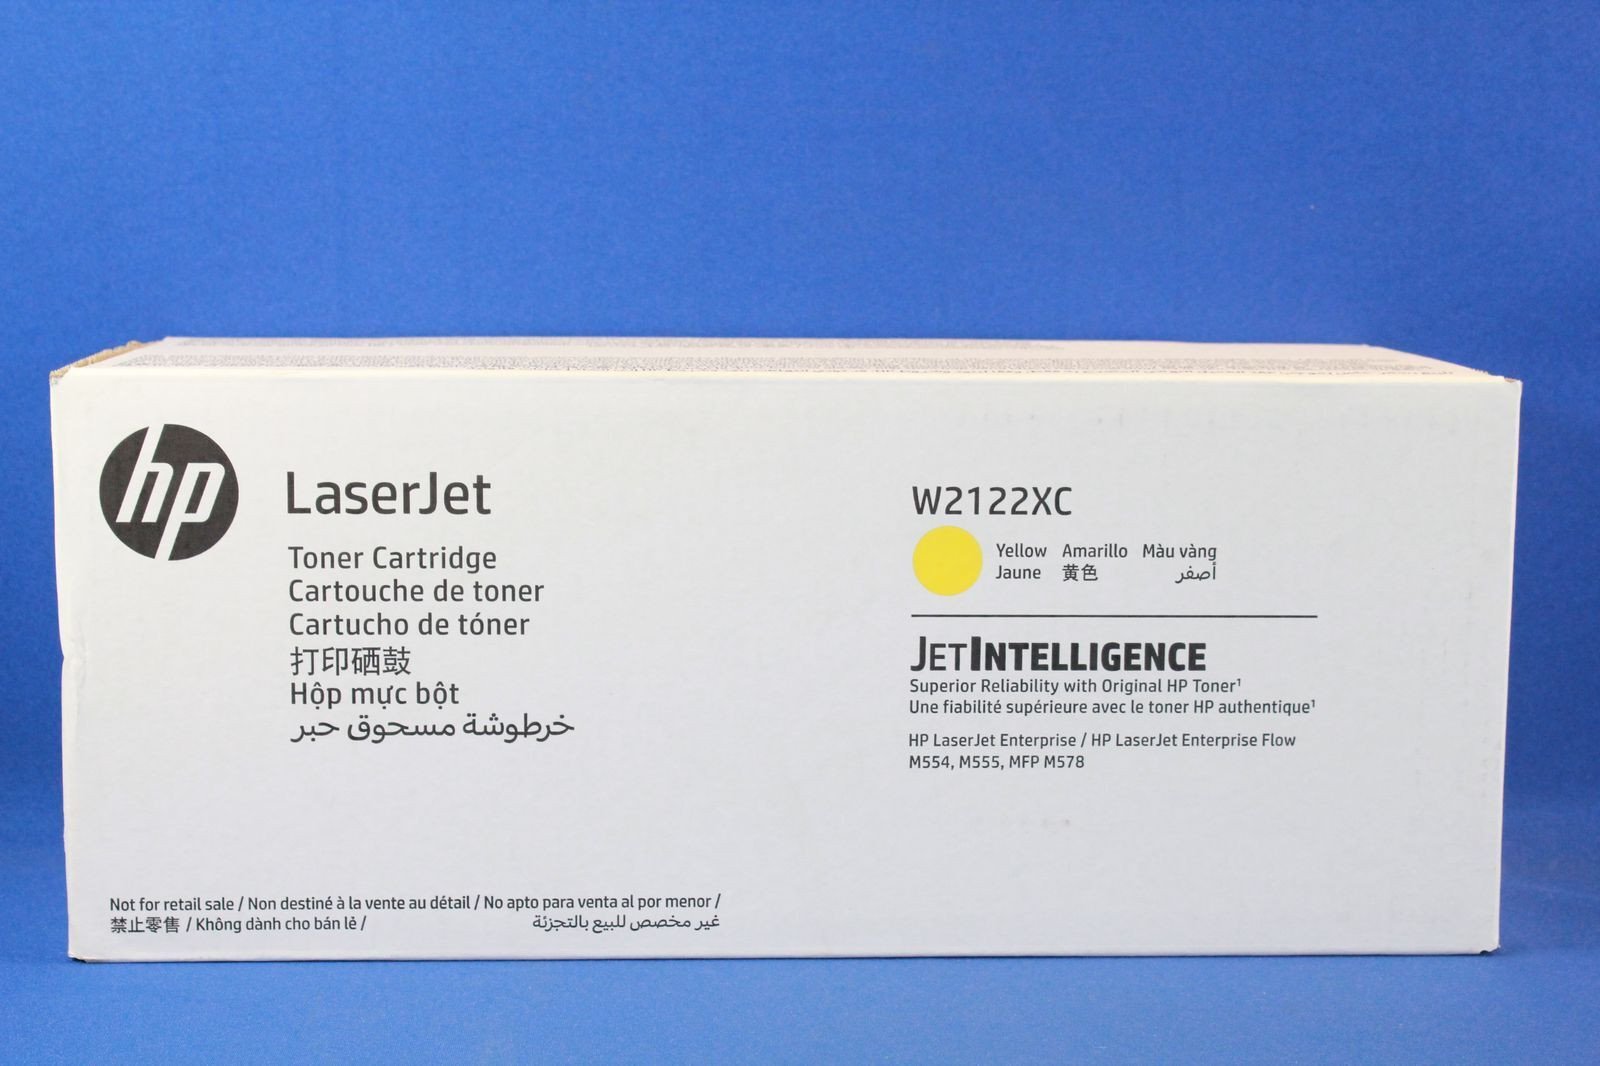 hp
LaserJet
Toner Cartridge
Cartouche de toner
Cartucho de tóner
打印硒鼓
Hộp mực bột
خرطوشة مسحوق حبر
W2122XC
Yellow Amarillo Màu vàng
Jaune 黄色 أصفر
JETINTELLIGENCE
Superior Reliability with Original HP Toner¹
Une fiabilité supérieure avec le toner HP authentique¹
HP LaserJet Enterprise / HP LaserJet Enterprise Flow
M554, M555, MFP M578
Not for retail sale / Non destiné à la vente au détail / No apto para venta al por menor /
禁止零售 / Không dành cho bán lẻ / غير مخصص للبيع بالتجزئة